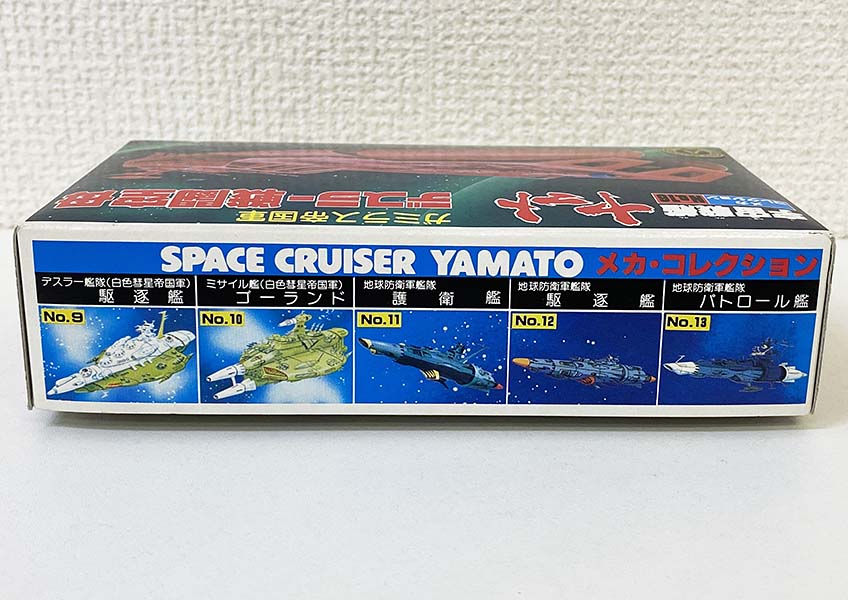 ガミラス帝国軍
デスラー戦闘空母
宇宙戦艦
ヤマト
SPACE CRUISER YAMATO メカ・コレクション
デスラー艦隊(白色彗星帝国軍)
駆逐艦
No.9
ミサイル艦(白色彗星帝国軍)
ゴーランド
No.10
地球防衛軍艦隊
護衛艦
No.11
地球防衛軍艦隊
駆逐艦
No.12
地球防衛軍艦隊
パトロール艦
No.13